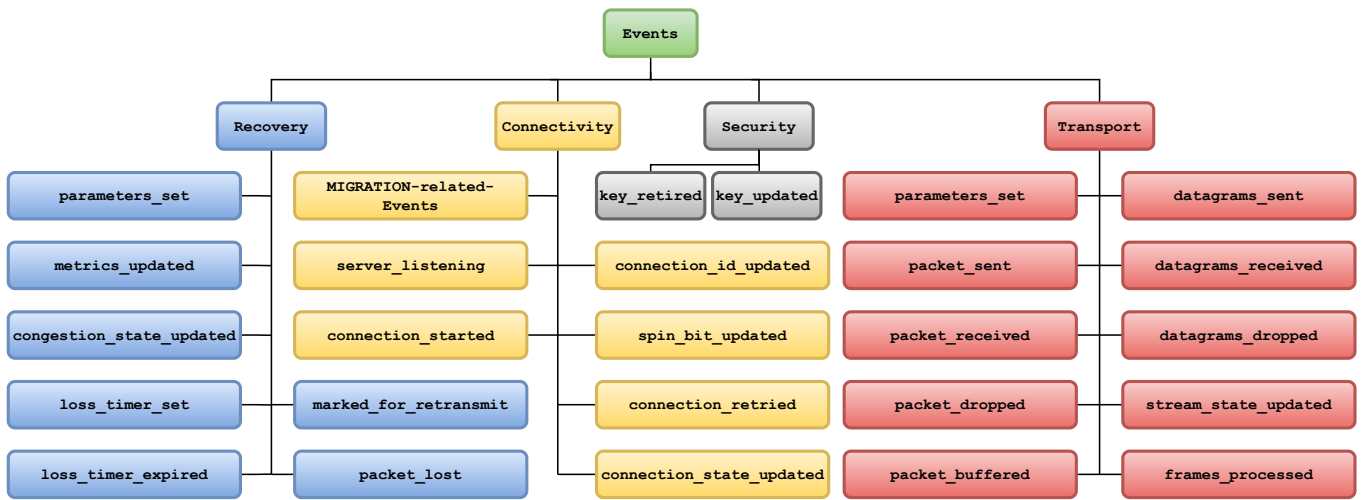 Events
Recovery
Connectivity
Security
Transport
parameters_set
MIGRATION-related-
Events
key_retired
key_updated
parameters_set
datagrams_sent
metrics_updated
server_listening
connection_id_updated
packet_sent
datagrams_received
congestion_state_updated
connection_started
spin_bit_updated
packet_received
datagrams_dropped
loss_timer_set
marked_for_retransmit
connection_retried
packet_dropped
stream_state_updated
loss_timer_expired
packet_lost
connection_state_updated
packet_buffered
frames_processed